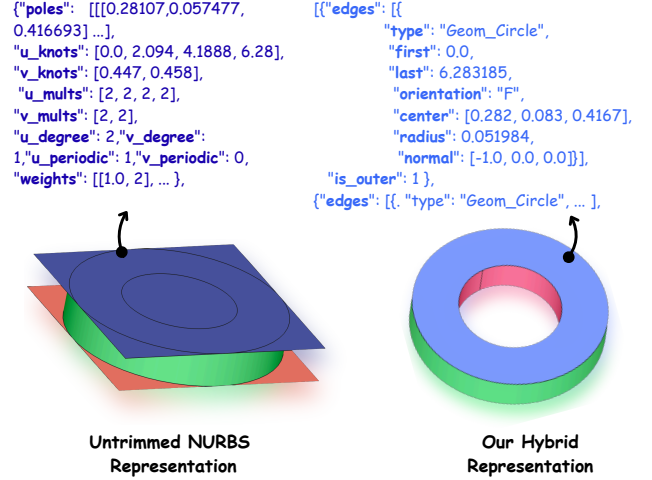 {"poles": [[[0.28107,0.057477,
0.416693] ...],
"u_knots": [0.0, 2.094, 4.1888, 6.28],
"v_knots": [0.447, 0.458],
"u_mults": [2, 2, 2, 2],
"v_mults": [2, 2],
"u_degree": 2,"v_degree":
1,"u_periodic": 1,"v_periodic": 0,
"weights": [[1.0, 2], ... },
[{"edges": [{
"type": "Geom_Circle",
"first": 0.0,
"last": 6.283185,
"orientation": "F",
"center": [0.282, 0.083, 0.4167],
"radius": 0.051984,
"normal": [-1.0, 0.0, 0.0]}],
"is_outer": 1 },
{"edges": [{. "type": "Geom_Circle", ... ],
Untrimmed NURBS
Representation
Our Hybrid
Representation